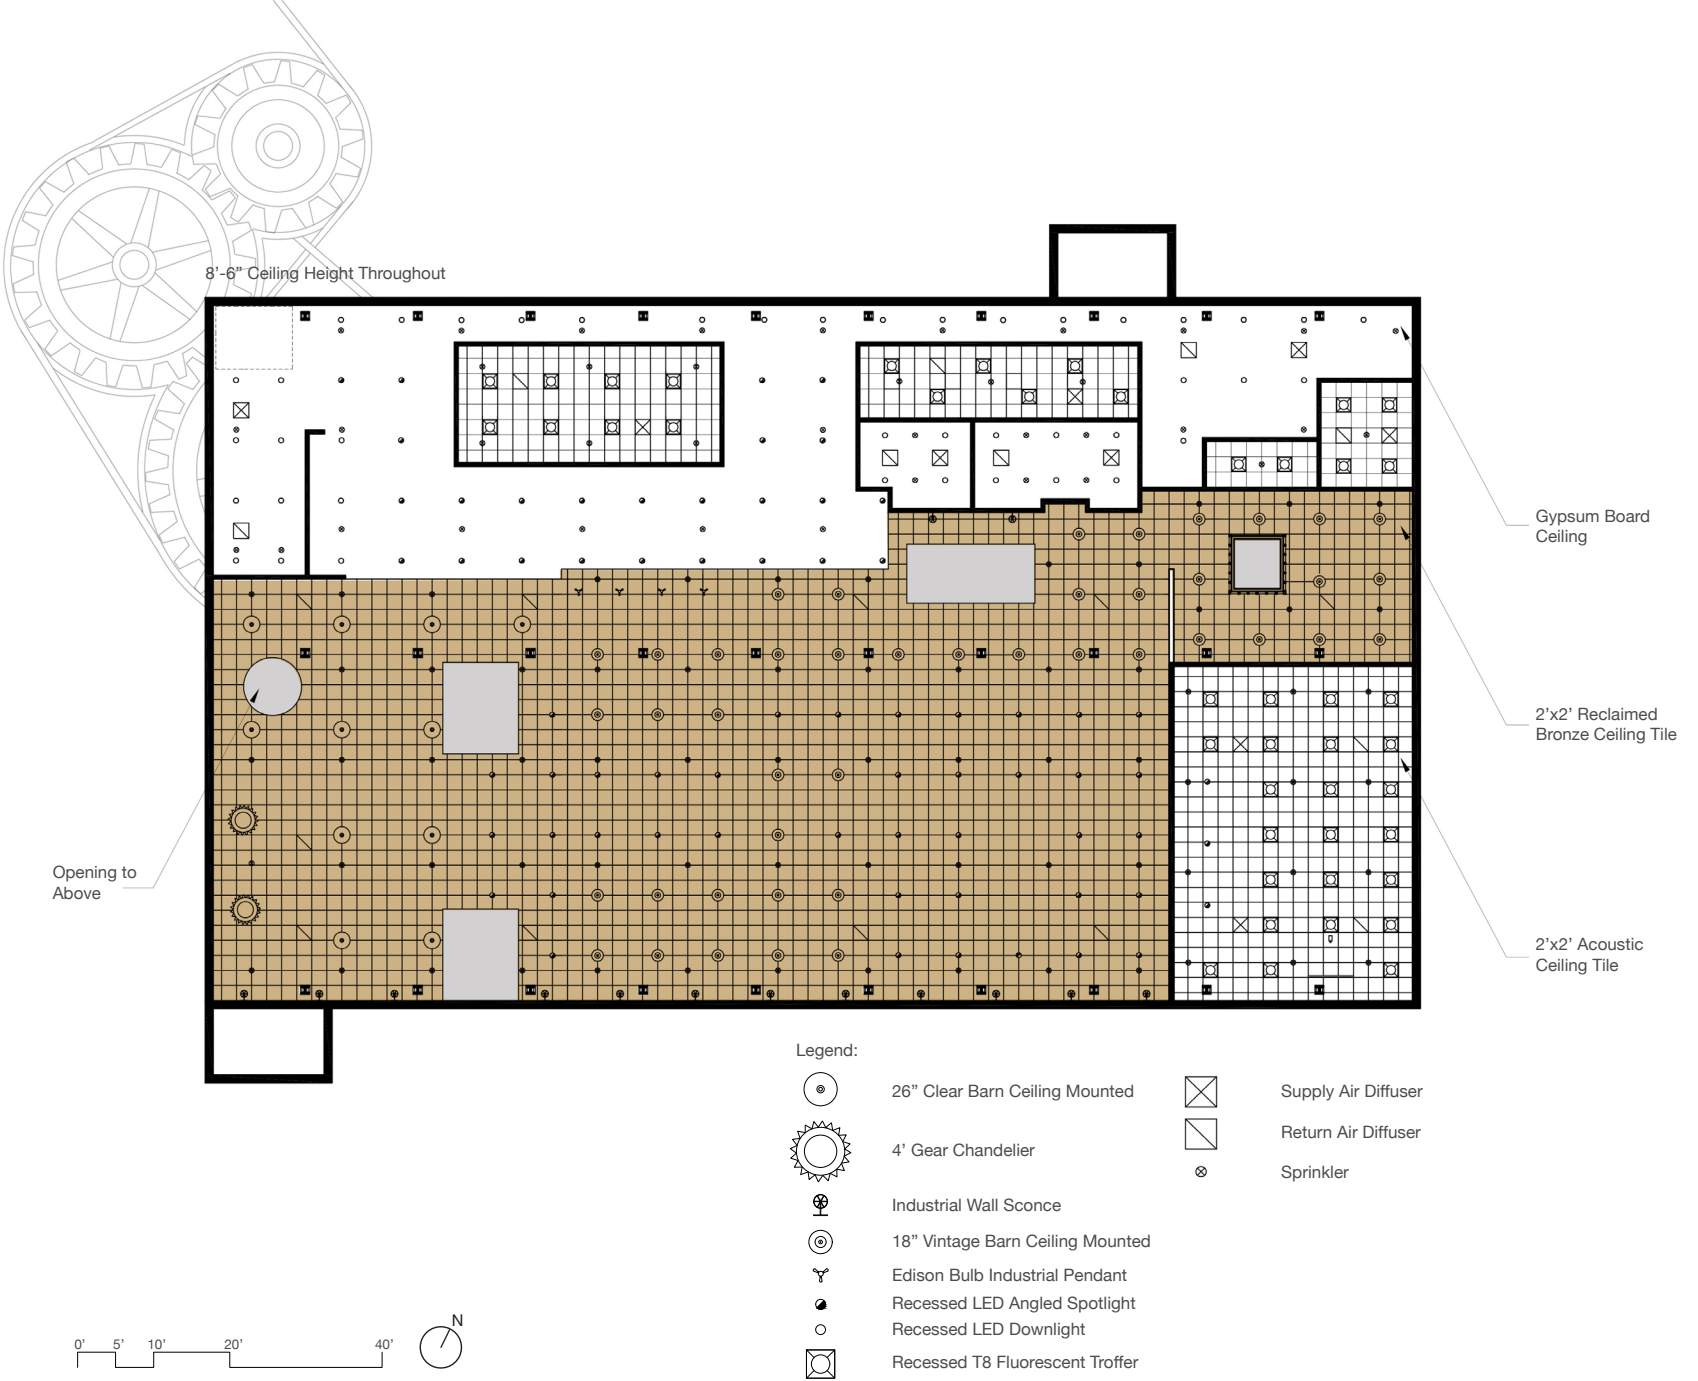 8’-6” Ceiling Height Throughout
Gypsum Board
Ceiling
2’x2’ Reclaimed
Bronze Ceiling Tile
Opening to
Above
2’x2’ Acoustic
Ceiling Tile
Legend:
26” Clear Barn Ceiling Mounted
4’ Gear Chandelier
Industrial Wall Sconce
18” Vintage Barn Ceiling Mounted
Edison Bulb Industrial Pendant
Recessed LED Angled Spotlight
Recessed LED Downlight
Recessed T8 Fluorescent Troffer
Supply Air Diffuser
Return Air Diffuser
Sprinkler
0’ 5’ 10’ 20’ 40’
N